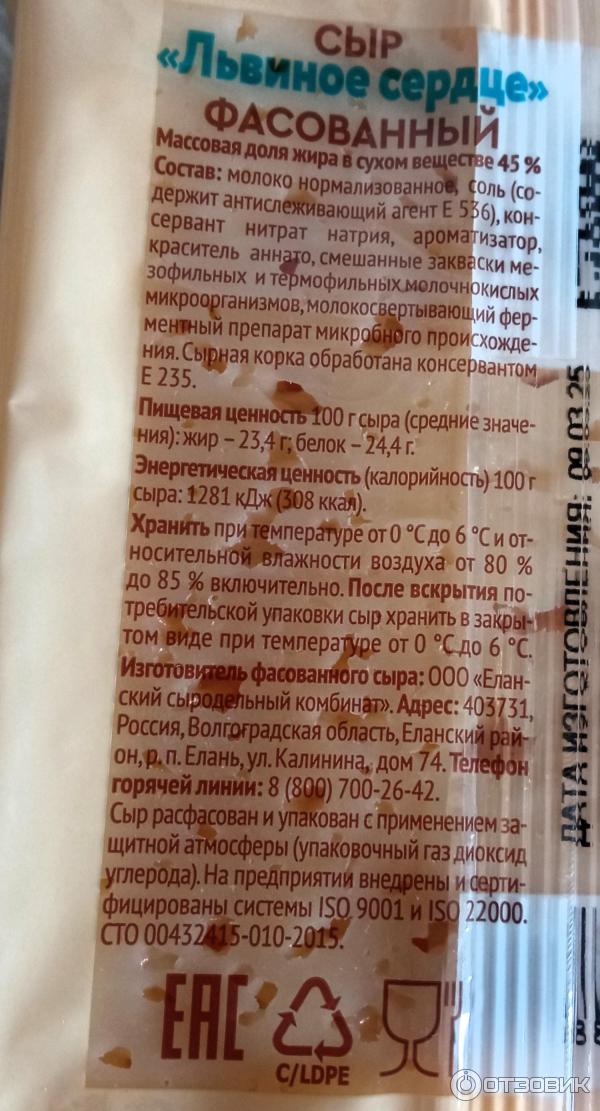 СЫР
«Львиное сердце»
ФАСОВАННЫЙ
Массовая доля жира в сухом веществе 45 %
Состав: молоко нормализованное, соль (со-
держит антислеживающий агент Е 536), кон-
сервант нитрат натрия, ароматизатор,
краситель аннато, смешанные закваски ме-
зофильных и термофильных молочнокислых
микроорганизмов, молокосвертывающий фер-
ментный препарат микробного происхожде-
ния. Сырная корка обработана консервантом
Е 235.
Пищевая ценность 100 г сыра (средние значе-
ния): жир – 23,4 г; белок – 24,4 г.
Энергетическая ценность (калорийность) 100 г
сыра: 1281 кДж (308 ккал).
Хранить при температуре от 0 °С до 6 °С и от-
носительной влажности воздуха от 80 %
до 85 % включительно. После вскрытия по-
требительской упаковки сыр хранить в закры-
том виде при температуре от 0 °С до 6 °С.
Изготовитель фасованного сыра: ООО «Елан-
ский сыродельный комбинат». Адрес: 403731,
Россия, Волгоградская область, Еланский рай-
он, р. п. Елань, ул. Калинина, дом 74. Телефон
горячей линии: 8 (800) 700-26-42.
Сыр расфасован и упакован с применением за-
щитной атмосферы (упаковочный газ диоксид
углерода). На предприятии внедрены и серти-
фицированы системы ISO 9001 и ISO 22000.
СТО 00432415-010-2015.
ЕАС
C/LDPE
ДАТА ИЗГОТОВЛЕНИЯ: 09.03.25
ОТЗОВИК